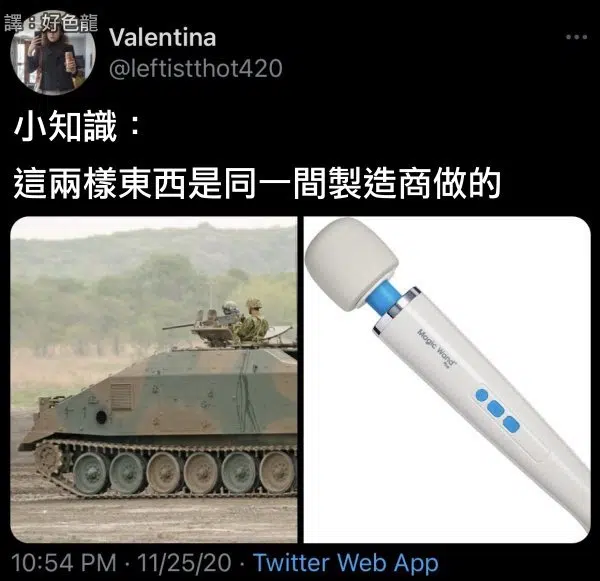 譯：好色龍
Valentina
@leftistthot420
小知識：
這兩樣東西是同一間製造商做的
Magic Wand
10:54 PM · 11/25/20 · Twitter Web App